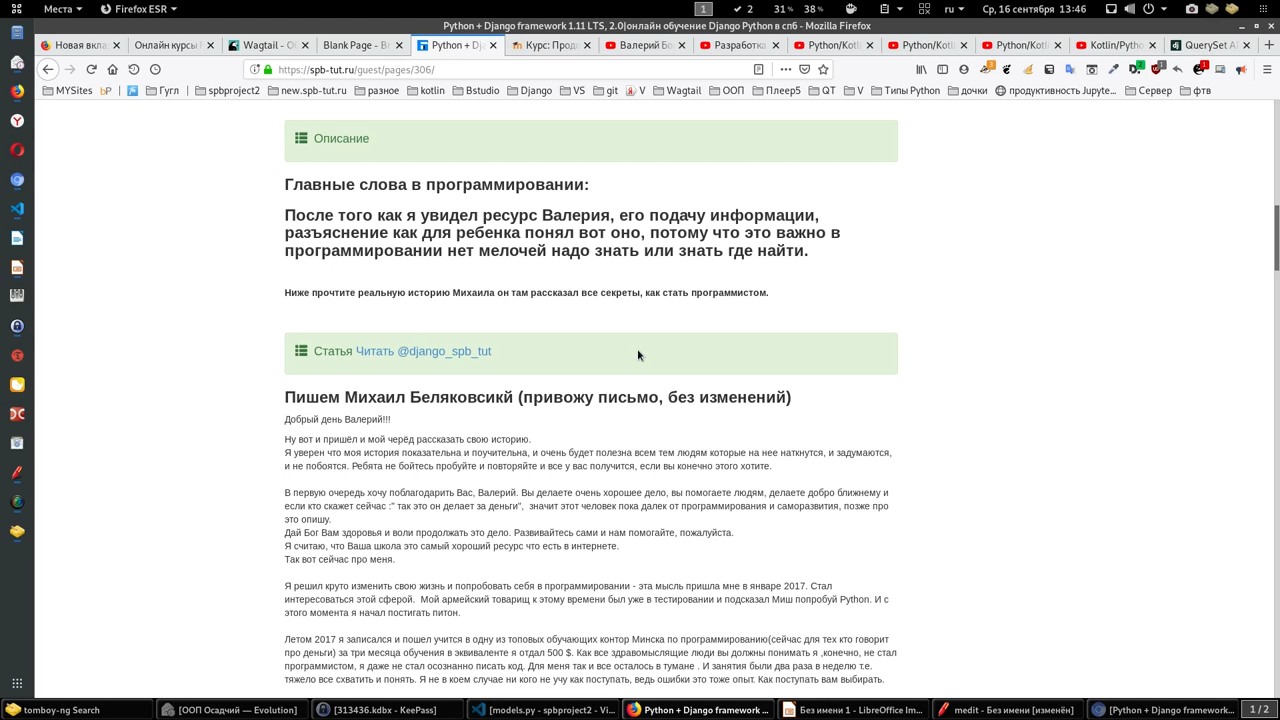 Места
Firefox ESR
1
2
31%
38%
ru
Ср, 16 сентября 13:46
Python + Django framework 1.11 LTS, 2.0|онлайн обучение Django Python в спб - Mozilla Firefox
Новая вкла
Онлайн курсы?
Wagtail - О
Blank Page - Br
Python + Dj
Курс: Прод
Валерий Бо
Разработка
Python/Kotl
Python/Kotl
Python/Kotl
Kotlin/Pytho
QuerySet A
https://spb-tut.ru/guest/pages/306/
MYSites
bP
Гугл
spbproject2
new.spb-tut.ru
разное
kotlin
Bstudio
Django
VS
git
V
Wagtail
ООП
Плеер5
QT
V
Типы Python
дочки
продуктивность Jupyte...
Сервер
фтв
Описание
Главные слова в программировании:
После того как я увидел ресурс Валерия, его подачу информации,
разъяснение как для ребенка понял вот оно, потому что это важно в
программировании нет мелочей надо знать или знать где найти.
Ниже прочтите реальную историю Михаила он там рассказал все секреты, как стать программистом.
Статья Читать @django_spb_tut
Пишем Михаил Беляковсикй (привожу письмо, без изменений)
Добрый день Валерий!!!
Ну вот и пришёл и мой черёд рассказать свою историю.
Я уверен что моя история показательна и поучительна, и очень будет полезна всем тем людям которые на нее наткнутся, и задумаются,
и не побоятся. Ребята не бойтесь пробуйте и повторяйте и все у вас получится, если вы конечно этого хотите.
В первую очередь хочу поблагодарить Вас, Валерий. Вы делаете очень хорошее дело, вы помогаете людям, делаете добро ближнему и
если кто скажет сейчас :" так это он делает за деньги", значит этот человек пока далек от программирования и саморазвития, позже про
это опишу.
Дай Бог Вам здоровья и воли продолжать это дело. Развивайтесь сами и нам помогайте, пожалуйста.
Я считаю, что Ваша школа это самый хороший ресурс что есть в интернете.
Так вот сейчас про меня.
Я решил круто изменить свою жизнь и попробовать себя в программировании - эта мысль пришла мне в январе 2017. Стал
интересоваться этой сферой. Мой армейский товарищ к этому времени был уже в тестировании и подсказал Миш попробуй Python. И с
этого момента я начал постигать питон.
Летом 2017 я записался и пошел учится в одну из топовых обучающих контор Минска по программированию(сейчас для тех кто говорит
про деньги) за три месяца обучения в эквиваленте я отдал 500 $. Как все здравомыслящие люди вы должны понимать я ,конечно, не стал
программистом, я даже не стал осознанно писать код. Для меня так и все осталось в тумане . И занятия были два раза в неделю т.е.
тяжело все схватить и понять. Я не в коем случае ни кого не учу как поступать, ведь ошибки это тоже опыт. Как поступать вам выбирать.
tomboy-ng Search
[ООП Осадчий — Evolution]
[313436.kdbx - KeePass]
[models.py - spbproject2 - Vi...
Python + Django framework ...
Без имени 1 - LibreOffice Im...
medit - Без имени [изменён]
[Python + Django framework...
1 / 2